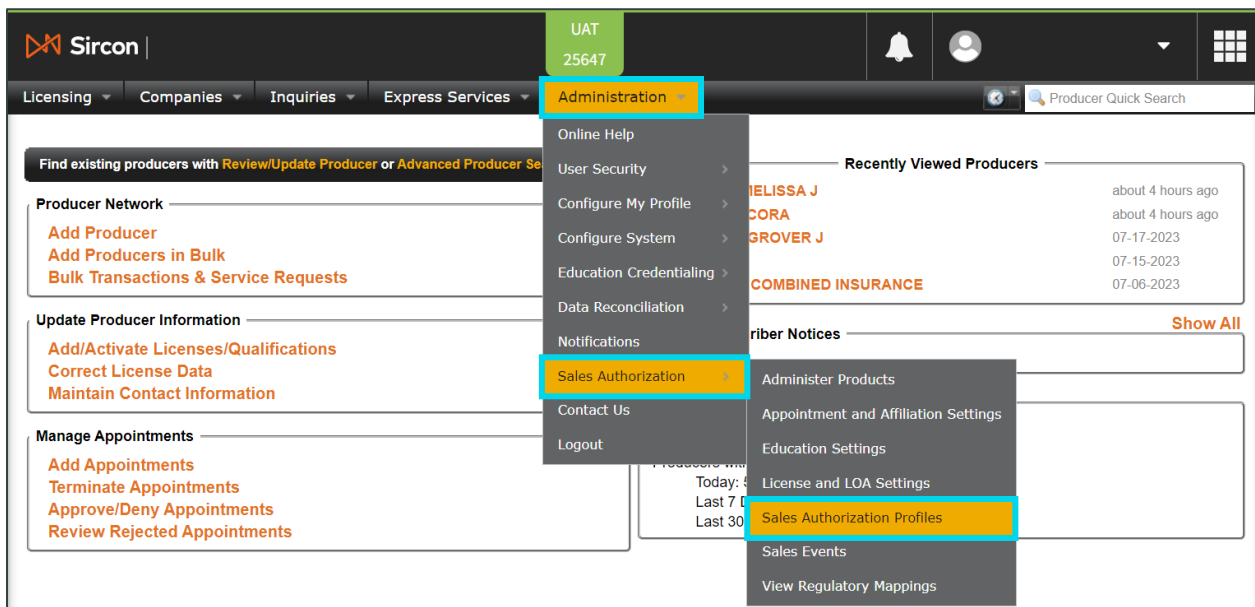 Sircon |
UAT
25647
Licensing
Companies
Inquiries
Express Services
Administration
Producer Quick Search
Online Help
User Security
Configure My Profile
Configure System
Education Credentialing
Data Reconciliation
Notifications
Sales Authorization
Contact Us
Logout
Administer Products
Appointment and Affiliation Settings
Education Settings
License and LOA Settings
Sales Authorization Profiles
Sales Events
View Regulatory Mappings
Find existing producers with Review/Update Producer or Advanced Producer Se
Producer Network
Add Producer
Add Producers in Bulk
Bulk Transactions & Service Requests
Update Producer Information
Add/Activate Licenses/Qualifications
Correct License Data
Maintain Contact Information
Manage Appointments
Add Appointments
Terminate Appointments
Approve/Deny Appointments
Review Rejected Appointments
Recently Viewed Producers
ELISSA J about 4 hours ago
CORA about 4 hours ago
GROVER J 07-17-2023
07-15-2023
COMBINED INSURANCE 07-06-2023
Show All
riber Notices
Today:
Last 7
Last 30